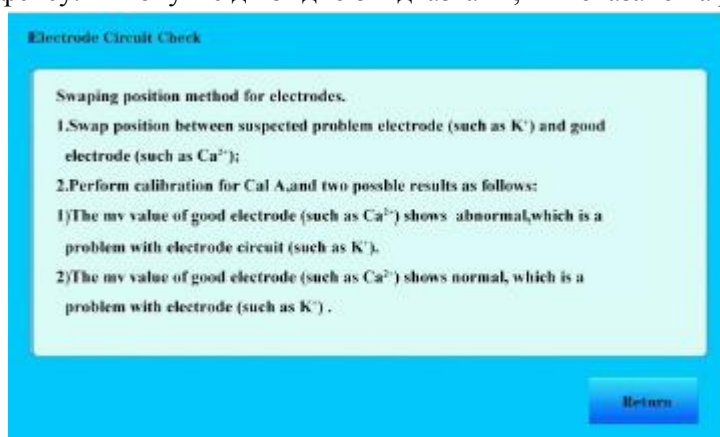 Electrode Circuit Check
Swaping position method for electrodes.
1.Swap position between suspected problem electrode (such as K⁺) and good
electrode (such as Ca²⁺);
2.Perform calibration for Cal A,and two possble results as follows:
1)The mv value of good electrode (such as Ca²⁺) shows abnormal,which is a
problem with electrode circuit (such as K⁺).
2)The mv value of good electrode (such as Ca²⁺) shows normal, which is a
problem with electrode (such as K⁺) .
Return